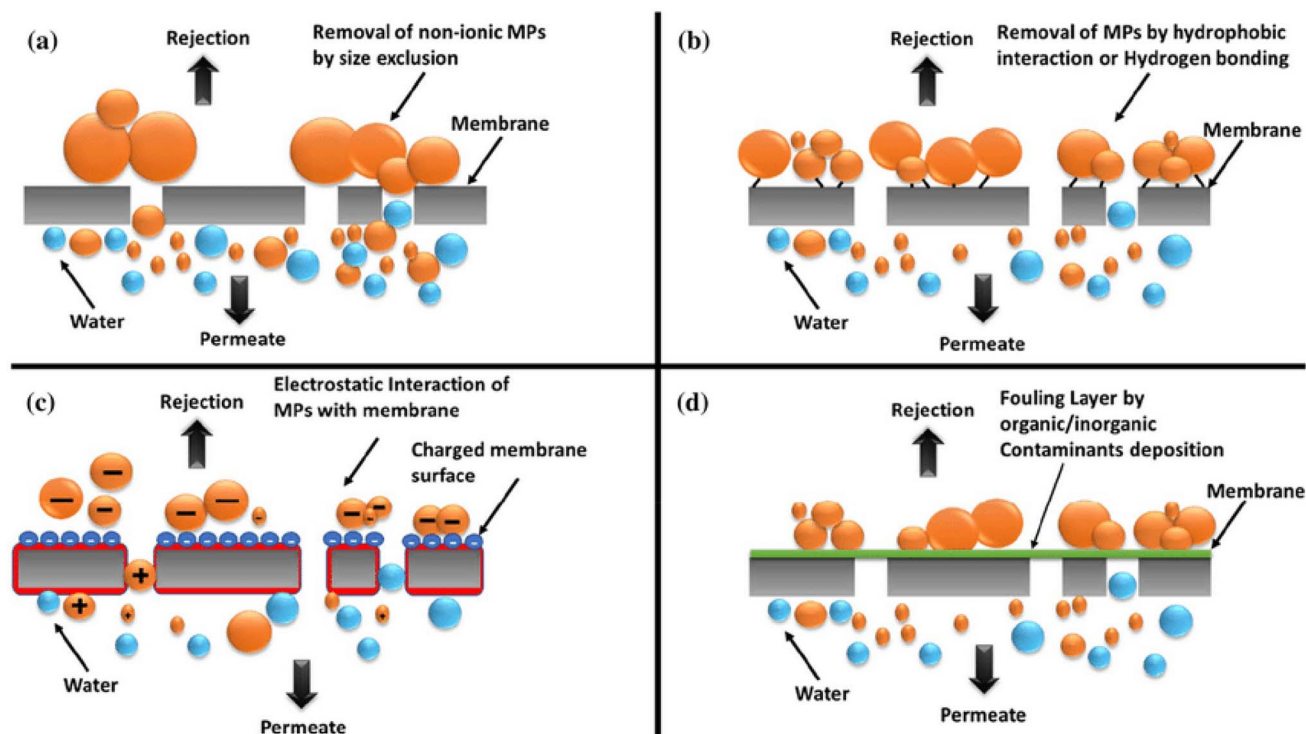 (a)
Rejection
Removal of non-ionic MPs
by size exclusion
Membrane
Water
Permeate
(b)
Rejection
Removal of MPs by hydrophobic
interaction or Hydrogen bonding
Membrane
Water
Permeate
(c)
Rejection
Electrostatic Interaction of
MPs with membrane
Charged membrane
surface
Water
Permeate
(d)
Rejection
Fouling Layer by
organic/inorganic
Contaminants deposition
Membrane
Water
Permeate